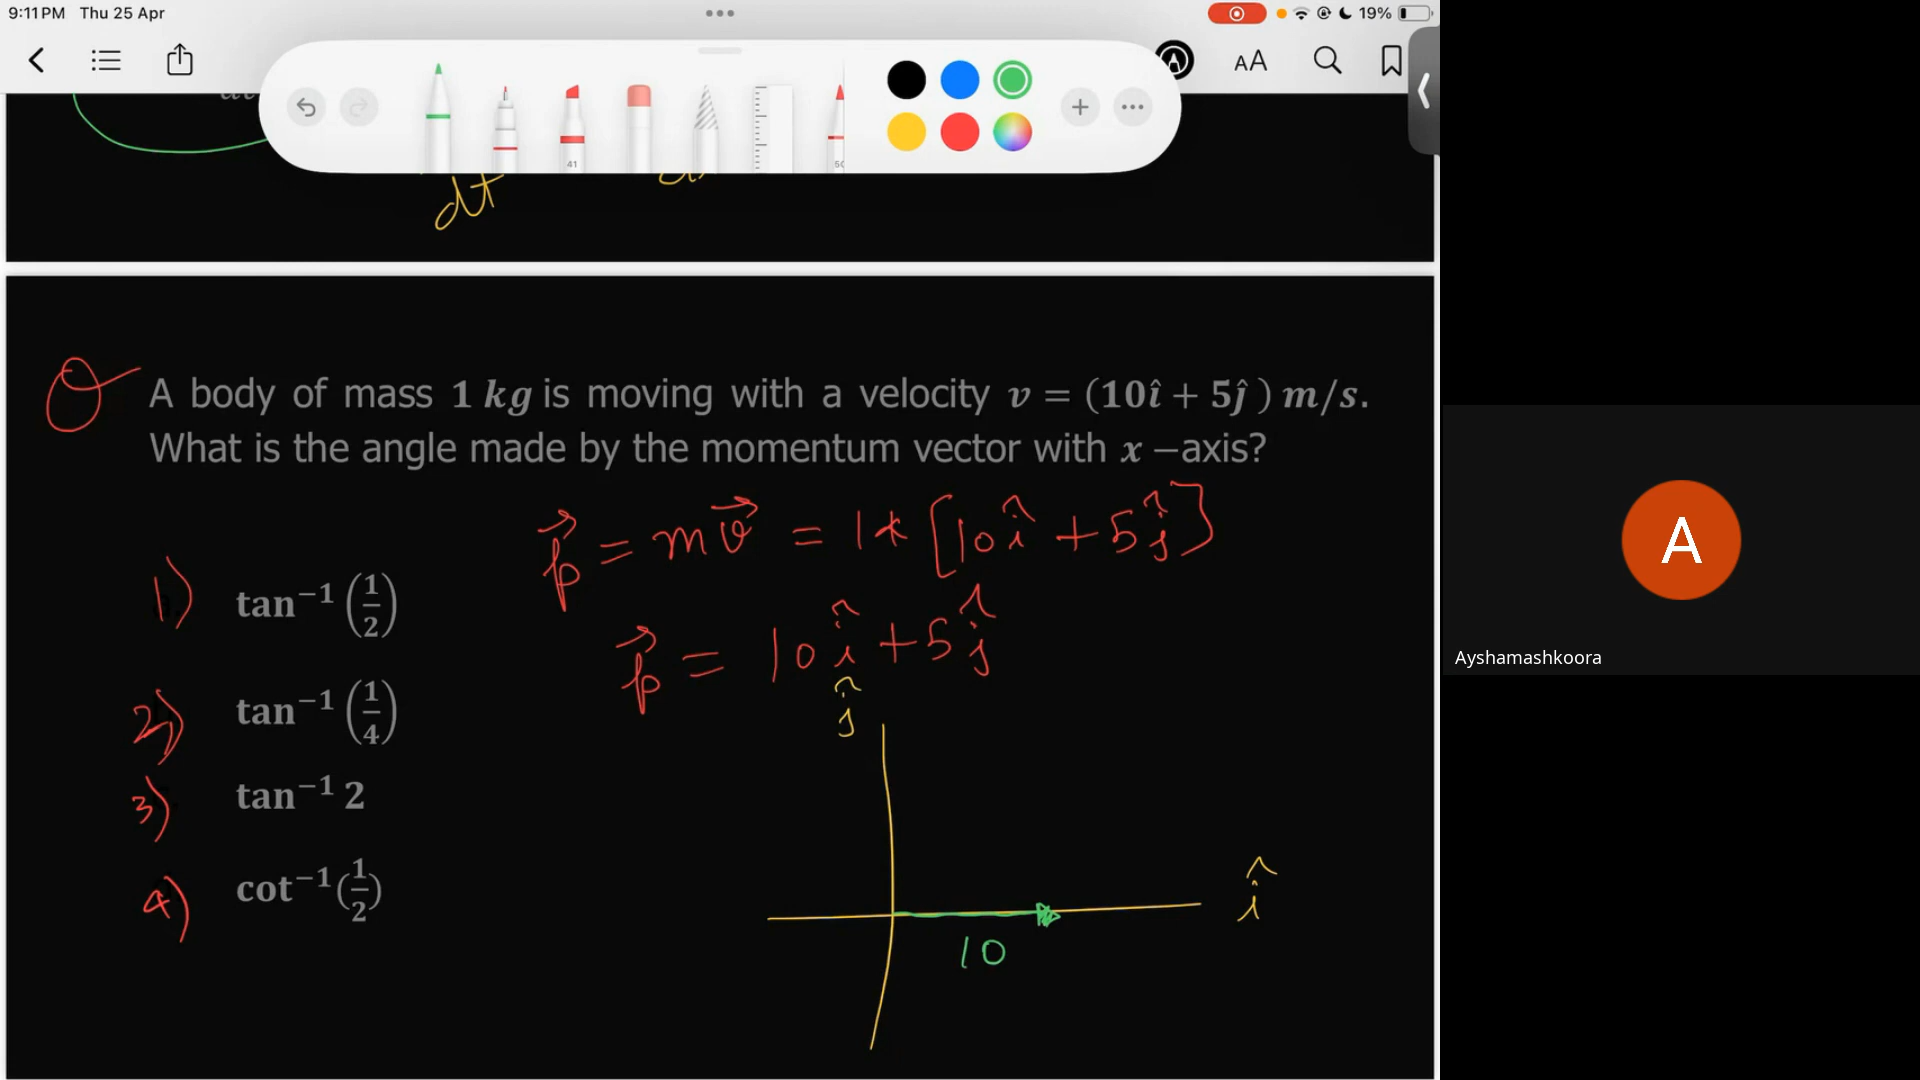 9:11 PM Thu 25 Apr
19%
AA
41
50
dt
A body of mass 1 kg is moving with a velocity v = (10î + 5ĵ) m/s.
What is the angle made by the momentum vector with x −axis?
p⃗ = mv⃗ = 1* [10î + 5ĵ]
p⃗ = 10î + 5ĵ
1) tan⁻¹ (1/2)
2) tan⁻¹ (1/4)
3) tan⁻¹ 2
4) cot⁻¹(1/2)
ĵ
î
10
A
Ayshamashkoora